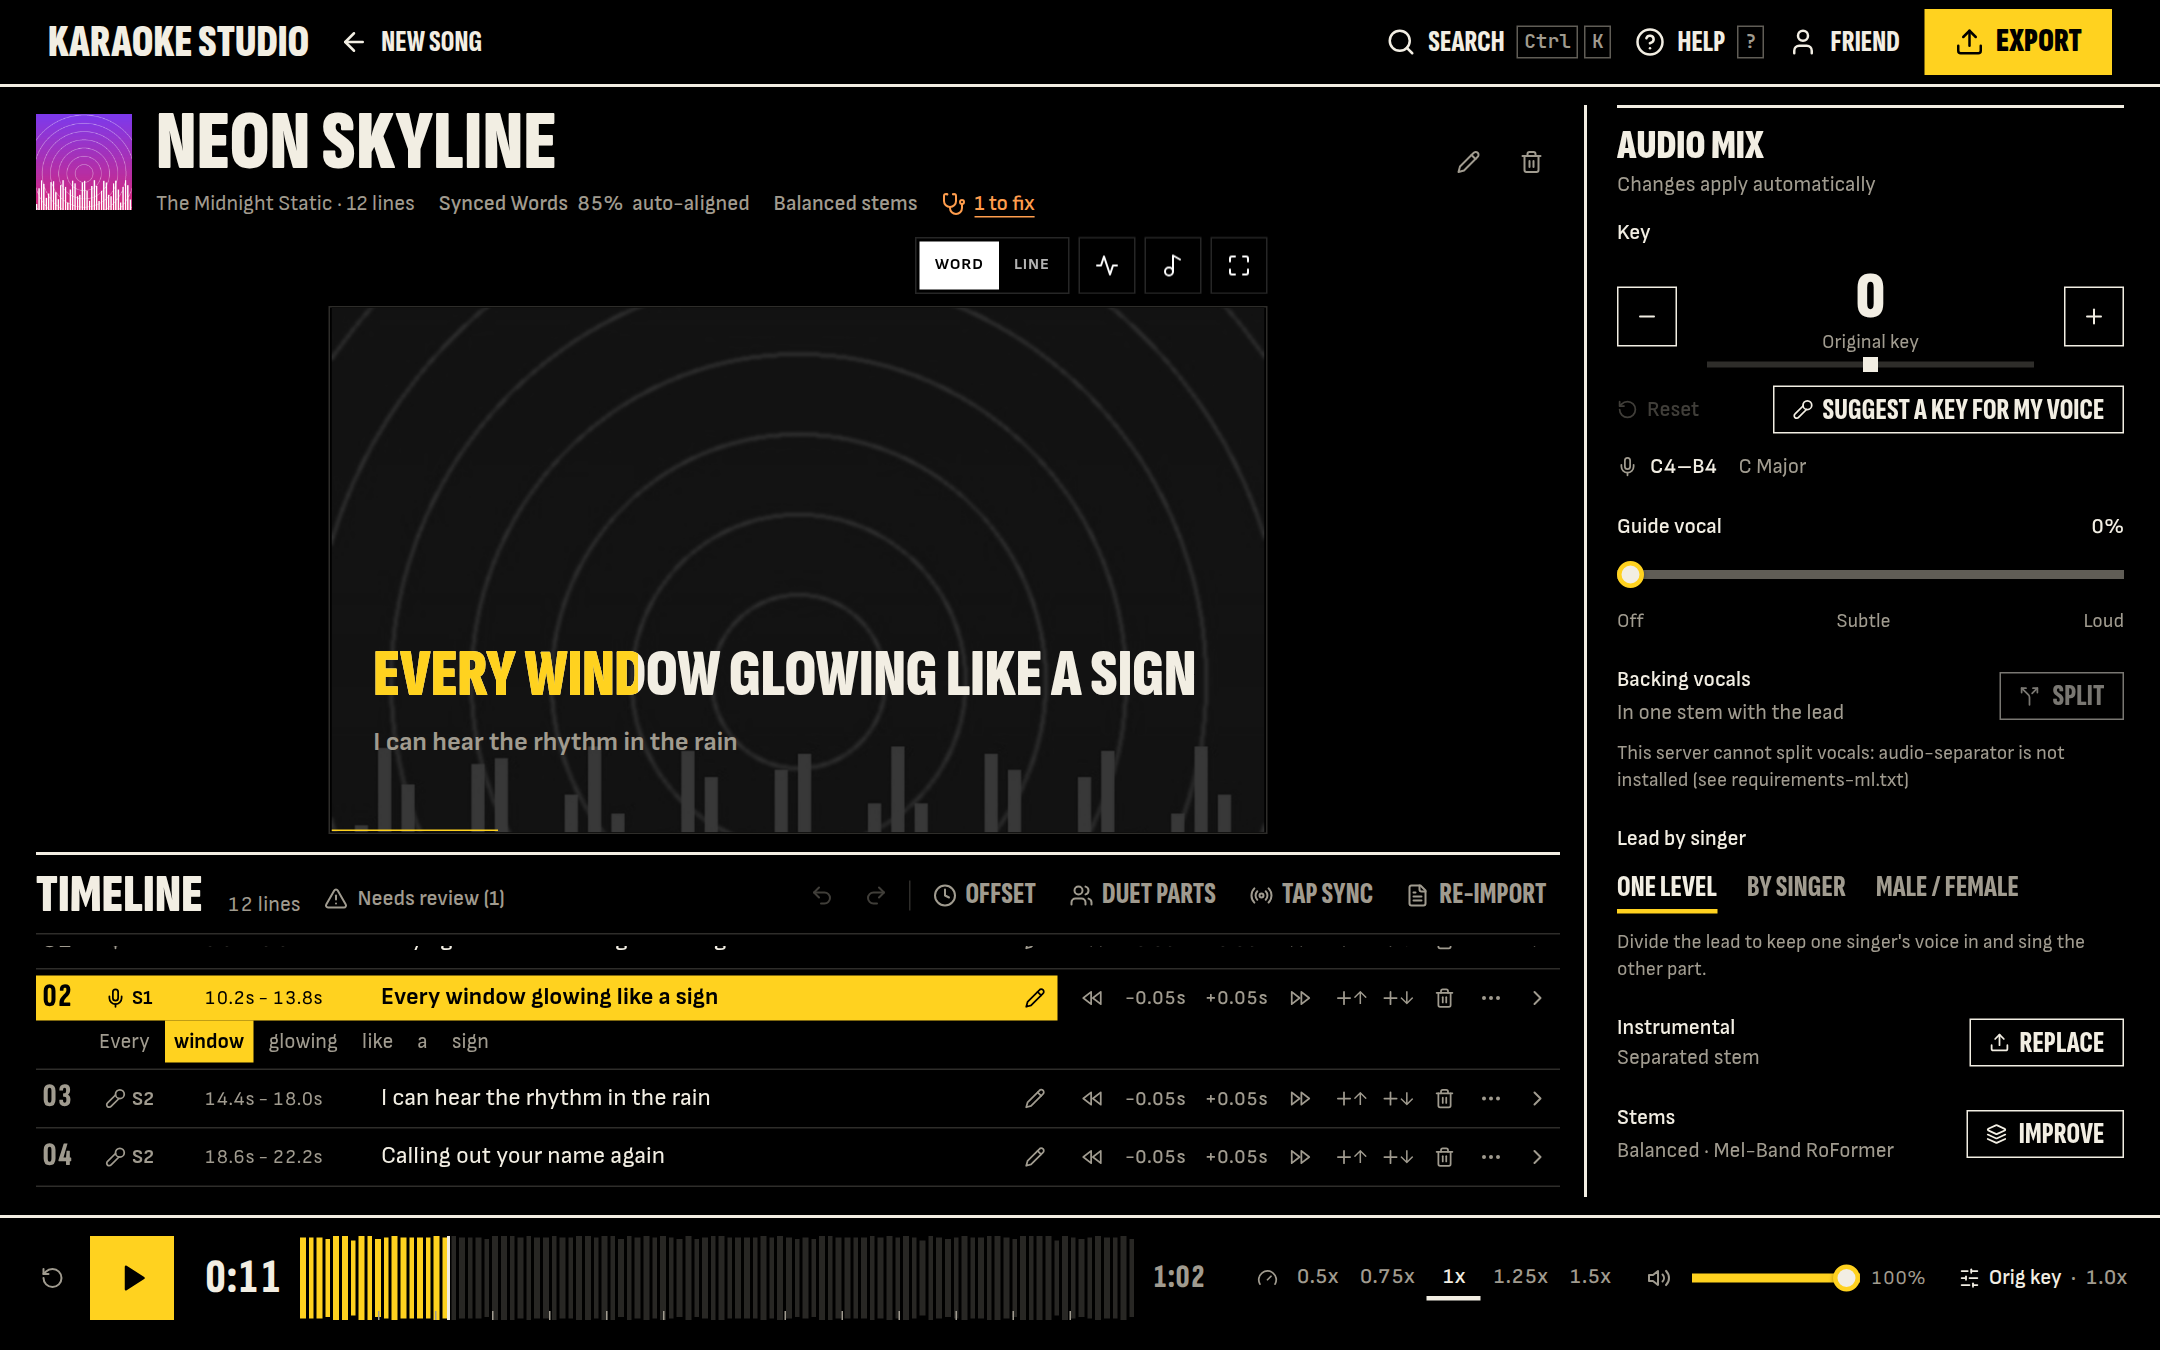 KARAOKE STUDIO NEW SONG SEARCH Ctrl K HELP ? FRIEND EXPORT
NEON SKYLINE
The Midnight Static · 12 lines Synced Words 85% auto-aligned Balanced stems 1 to fix
WORD LINE
EVERY WINDOW GLOWING LIKE A SIGN
I can hear the rhythm in the rain
TIMELINE 12 lines Needs review (1) OFFSET DUET PARTS TAP SYNC RE-IMPORT
02 S1 10.2s - 13.8s Every window glowing like a sign -0.05s +0.05s
Every window glowing like a sign
03 S2 14.4s - 18.0s I can hear the rhythm in the rain -0.05s +0.05s
04 S2 18.6s - 22.2s Calling out your name again -0.05s +0.05s
AUDIO MIX
Changes apply automatically
Key
0
Original key
Reset SUGGEST A KEY FOR MY VOICE
C4–B4 C Major
Guide vocal 0%
Off Subtle Loud
Backing vocals
In one stem with the lead
SPLIT
This server cannot split vocals: audio-separator is not
installed (see requirements-ml.txt)
Lead by singer
ONE LEVEL BY SINGER MALE / FEMALE
Divide the lead to keep one singer's voice in and sing the
other part.
Instrumental
Separated stem
REPLACE
Stems
Balanced · Mel-Band RoFormer
IMPROVE
0:11 1:02 0.5x 0.75x 1x 1.25x 1.5x 100% Orig key · 1.0x